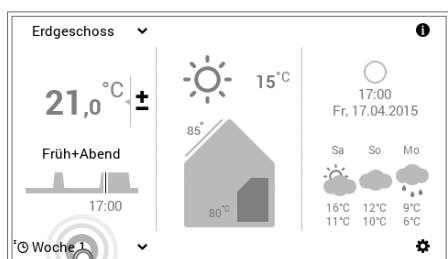 Erdgeschoss
21,0°C ±
Früh+Abend
17:00
Woche 1
15°C
85°
80°C
17:00
Fr, 17.04.2015
Sa So Mo
16°C 12°C 9°C
11°C 10°C 6°C